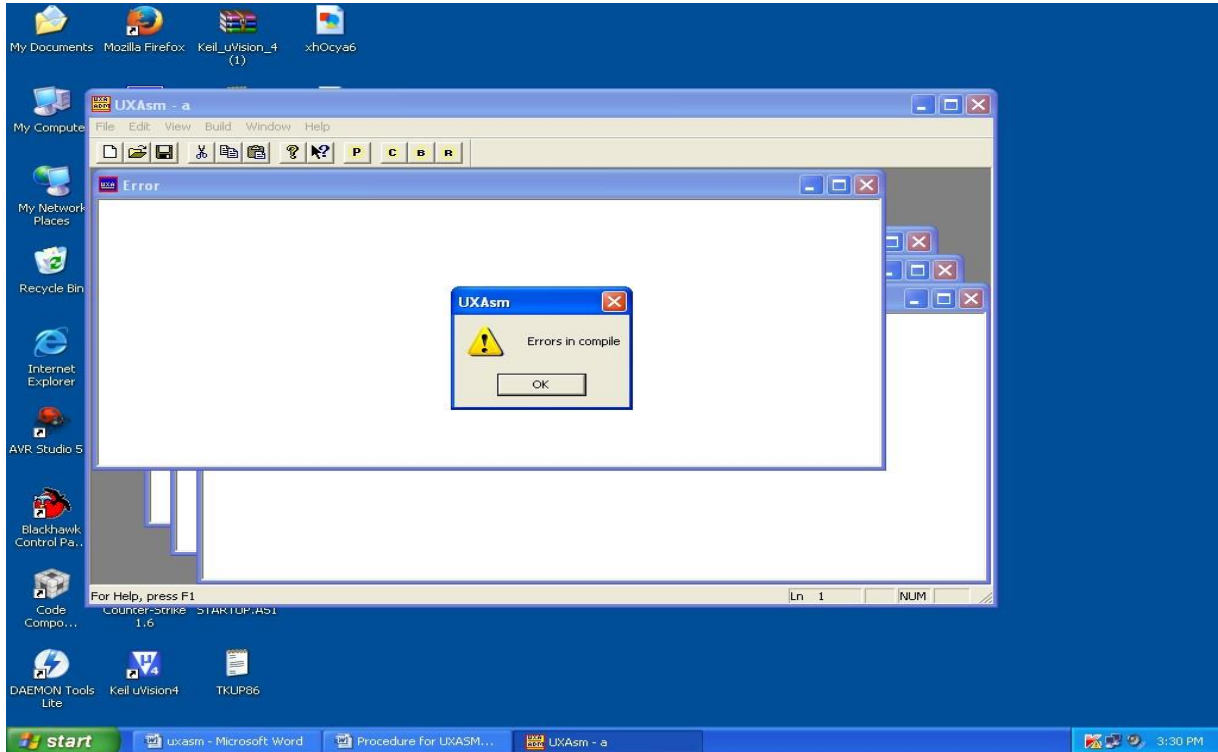 My Documents
Mozilla Firefox
Keil_uVision_4
(1)
xhOcya6
UXAsm - a
My Compute
File Edit View Build Window Help
P C B R
Error
My Network
Places
Recycle Bin
UXAsm
Errors in compile
OK
Internet
Explorer
AVR Studio 5
Blackhawk
Control Pa..
For Help, press F1
Ln 1
NUM
Code
Compo...
Counter-Strike
1.6
STARTUP.A51
DAEMON Tools
Lite
Keil uVision4
TKUP86
start
uxasm - Microsoft Word
Procedure for UXASM...
UXAsm - a
3:30 PM